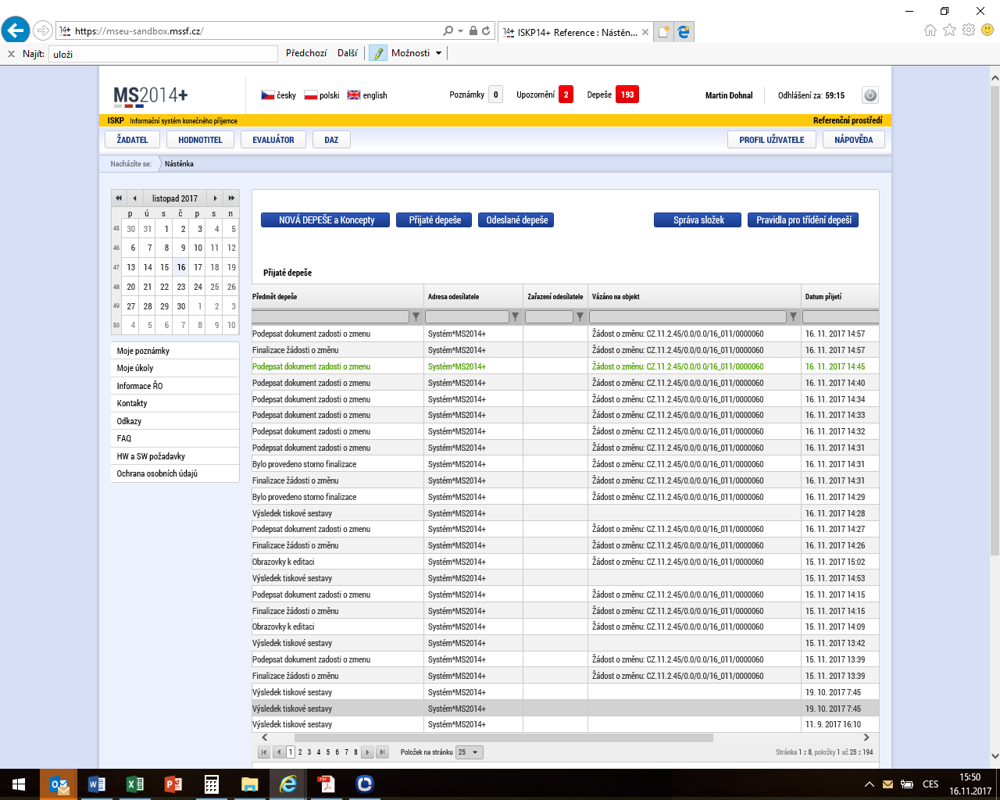 https://mseu-sandbox.mssf.cz/
ISKP14+ Reference : Nástěn...
Najít: uloži Předchozí Další Možnosti
MS2014+
česky polski english
Poznámky 0 Upozornění 2 Depeše 193
Martin Dohnal Odhlášení za: 59:15
ISKP Informační systém konečného příjemce Referenční prostředí
ŽADATEL HODNOTITEL EVALUÁTOR DAZ PROFIL UŽIVATELE NÁPOVĚDA
Nacházíte se: Nástěnka
listopad 2017
p ú s č p s n
45 30 31 1 2 3 4 5
46 6 7 8 9 10 11 12
47 13 14 15 16 17 18 19
48 20 21 22 23 24 25 26
49 27 28 29 30 1 2 3
50 4 5 6 7 8 9 10
Moje poznámky
Moje úkoly
Informace ŘO
Kontakty
Odkazy
FAQ
HW a SW požadavky
Ochrana osobních údajů
NOVÁ DEPEŠE a Koncepty Přijaté depeše Odeslané depeše Správa složek Pravidla pro třídění depeší
Přijaté depeše
Předmět depeše Adresa odesílatele Zařazení odesílatele Vázáno na objekt Datum přijetí
Podepsat dokument zadosti o zmenu Systém*MS2014+ Žádost o změnu: CZ.11.2.45/0.0/0.0/16_011/0000060 16. 11. 2017 14:57
Finalizace žádosti o změnu Systém*MS2014+ Žádost o změnu: CZ.11.2.45/0.0/0.0/16_011/0000060 16. 11. 2017 14:57
Podepsat dokument zadosti o zmenu Systém*MS2014+ Žádost o změnu: CZ.11.2.45/0.0/0.0/16_011/0000060 16. 11. 2017 14:45
Podepsat dokument zadosti o zmenu Systém*MS2014+ Žádost o změnu: CZ.11.2.45/0.0/0.0/16_011/0000060 16. 11. 2017 14:40
Podepsat dokument zadosti o zmenu Systém*MS2014+ Žádost o změnu: CZ.11.2.45/0.0/0.0/16_011/0000060 16. 11. 2017 14:34
Podepsat dokument zadosti o zmenu Systém*MS2014+ Žádost o změnu: CZ.11.2.45/0.0/0.0/16_011/0000060 16. 11. 2017 14:33
Podepsat dokument zadosti o zmenu Systém*MS2014+ Žádost o změnu: CZ.11.2.45/0.0/0.0/16_011/0000060 16. 11. 2017 14:32
Podepsat dokument zadosti o zmenu Systém*MS2014+ Žádost o změnu: CZ.11.2.45/0.0/0.0/16_011/0000060 16. 11. 2017 14:31
Bylo provedeno storno finalizace Systém*MS2014+ Žádost o změnu: CZ.11.2.45/0.0/0.0/16_011/0000060 16. 11. 2017 14:31
Finalizace žádosti o změnu Systém*MS2014+ Žádost o změnu: CZ.11.2.45/0.0/0.0/16_011/0000060 16. 11. 2017 14:31
Bylo provedeno storno finalizace Systém*MS2014+ Žádost o změnu: CZ.11.2.45/0.0/0.0/16_011/0000060 16. 11. 2017 14:29
Výsledek tiskové sestavy Systém*MS2014+ 16. 11. 2017 14:28
Podepsat dokument zadosti o zmenu Systém*MS2014+ Žádost o změnu: CZ.11.2.45/0.0/0.0/16_011/0000060 16. 11. 2017 14:27
Finalizace žádosti o změnu Systém*MS2014+ Žádost o změnu: CZ.11.2.45/0.0/0.0/16_011/0000060 16. 11. 2017 14:26
Obrazovky k editaci Systém*MS2014+ Žádost o změnu: CZ.11.2.45/0.0/0.0/16_011/0000060 15. 11. 2017 15:02
Výsledek tiskové sestavy Systém*MS2014+ 15. 11. 2017 14:53
Podepsat dokument zadosti o zmenu Systém*MS2014+ Žádost o změnu: CZ.11.2.45/0.0/0.0/16_011/0000060 15. 11. 2017 14:15
Finalizace žádosti o změnu Systém*MS2014+ Žádost o změnu: CZ.11.2.45/0.0/0.0/16_011/0000060 15. 11. 2017 14:15
Obrazovky k editaci Systém*MS2014+ Žádost o změnu: CZ.11.2.45/0.0/0.0/16_011/0000060 15. 11. 2017 14:09
Výsledek tiskové sestavy Systém*MS2014+ 15. 11. 2017 13:42
Podepsat dokument zadosti o zmenu Systém*MS2014+ Žádost o změnu: CZ.11.2.45/0.0/0.0/16_011/0000060 15. 11. 2017 13:39
Finalizace žádosti o změnu Systém*MS2014+ Žádost o změnu: CZ.11.2.45/0.0/0.0/16_011/0000060 15. 11. 2017 13:39
Výsledek tiskové sestavy Systém*MS2014+ 19. 10. 2017 7:45
Výsledek tiskové sestavy Systém*MS2014+ 19. 10. 2017 7:45
Výsledek tiskové sestavy Systém*MS2014+ 11. 9. 2017 16:10
1 2 3 4 5 6 7 8 Položek na stránku 25 Stránka 1 z 8, položky 1 až 25 z 194
CES 15:50
16.11.2017